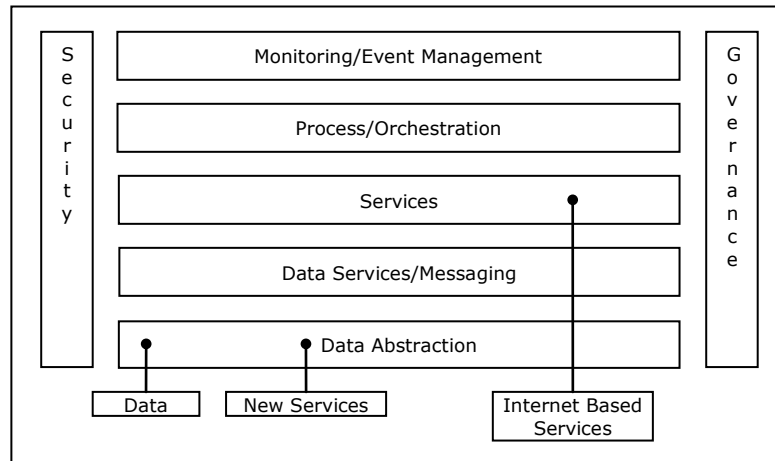 Security
Monitoring/Event Management
Process/Orchestration
Services
Data Services/Messaging
Data Abstraction
Governance
Data
New Services
Internet Based
Services